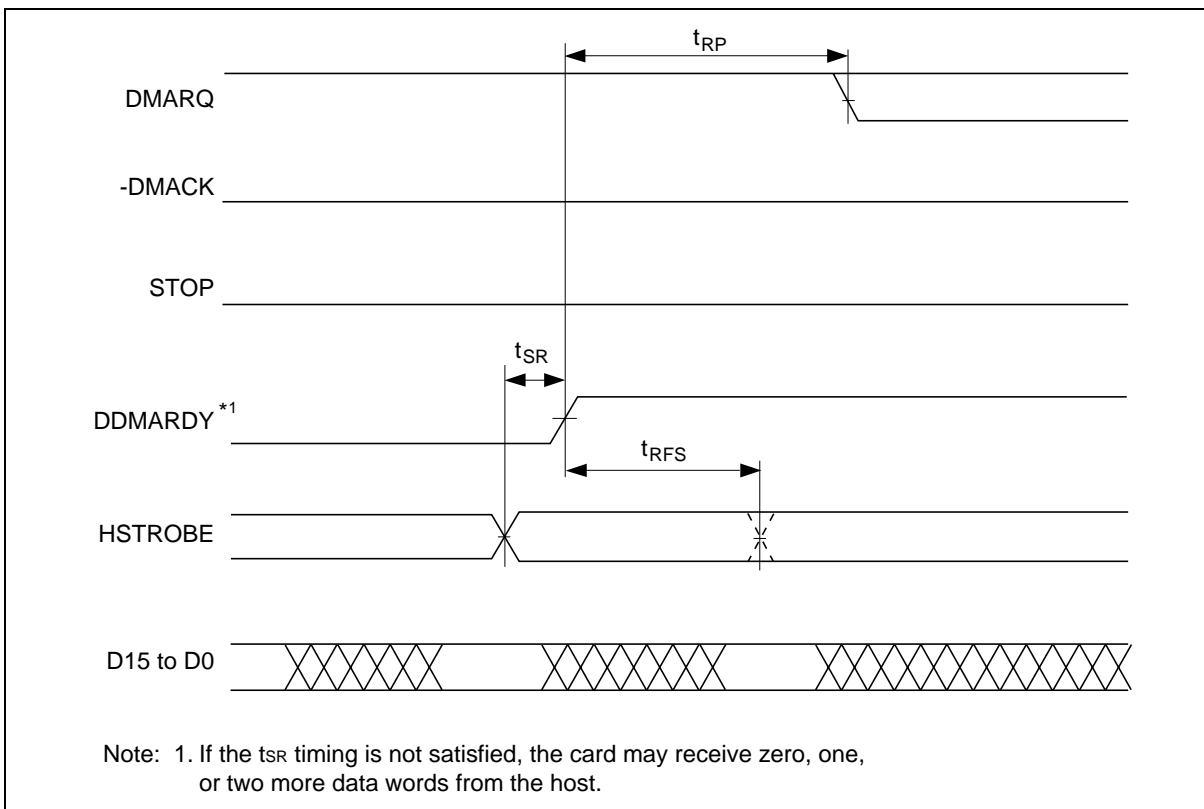 tRP
DMARQ
-DMACK
STOP
tSR
DDMARDY *1
tRFS
HSTROBE
D15 to D0
Note: 1. If the tSR timing is not satisfied, the card may receive zero, one,
or two more data words from the host.